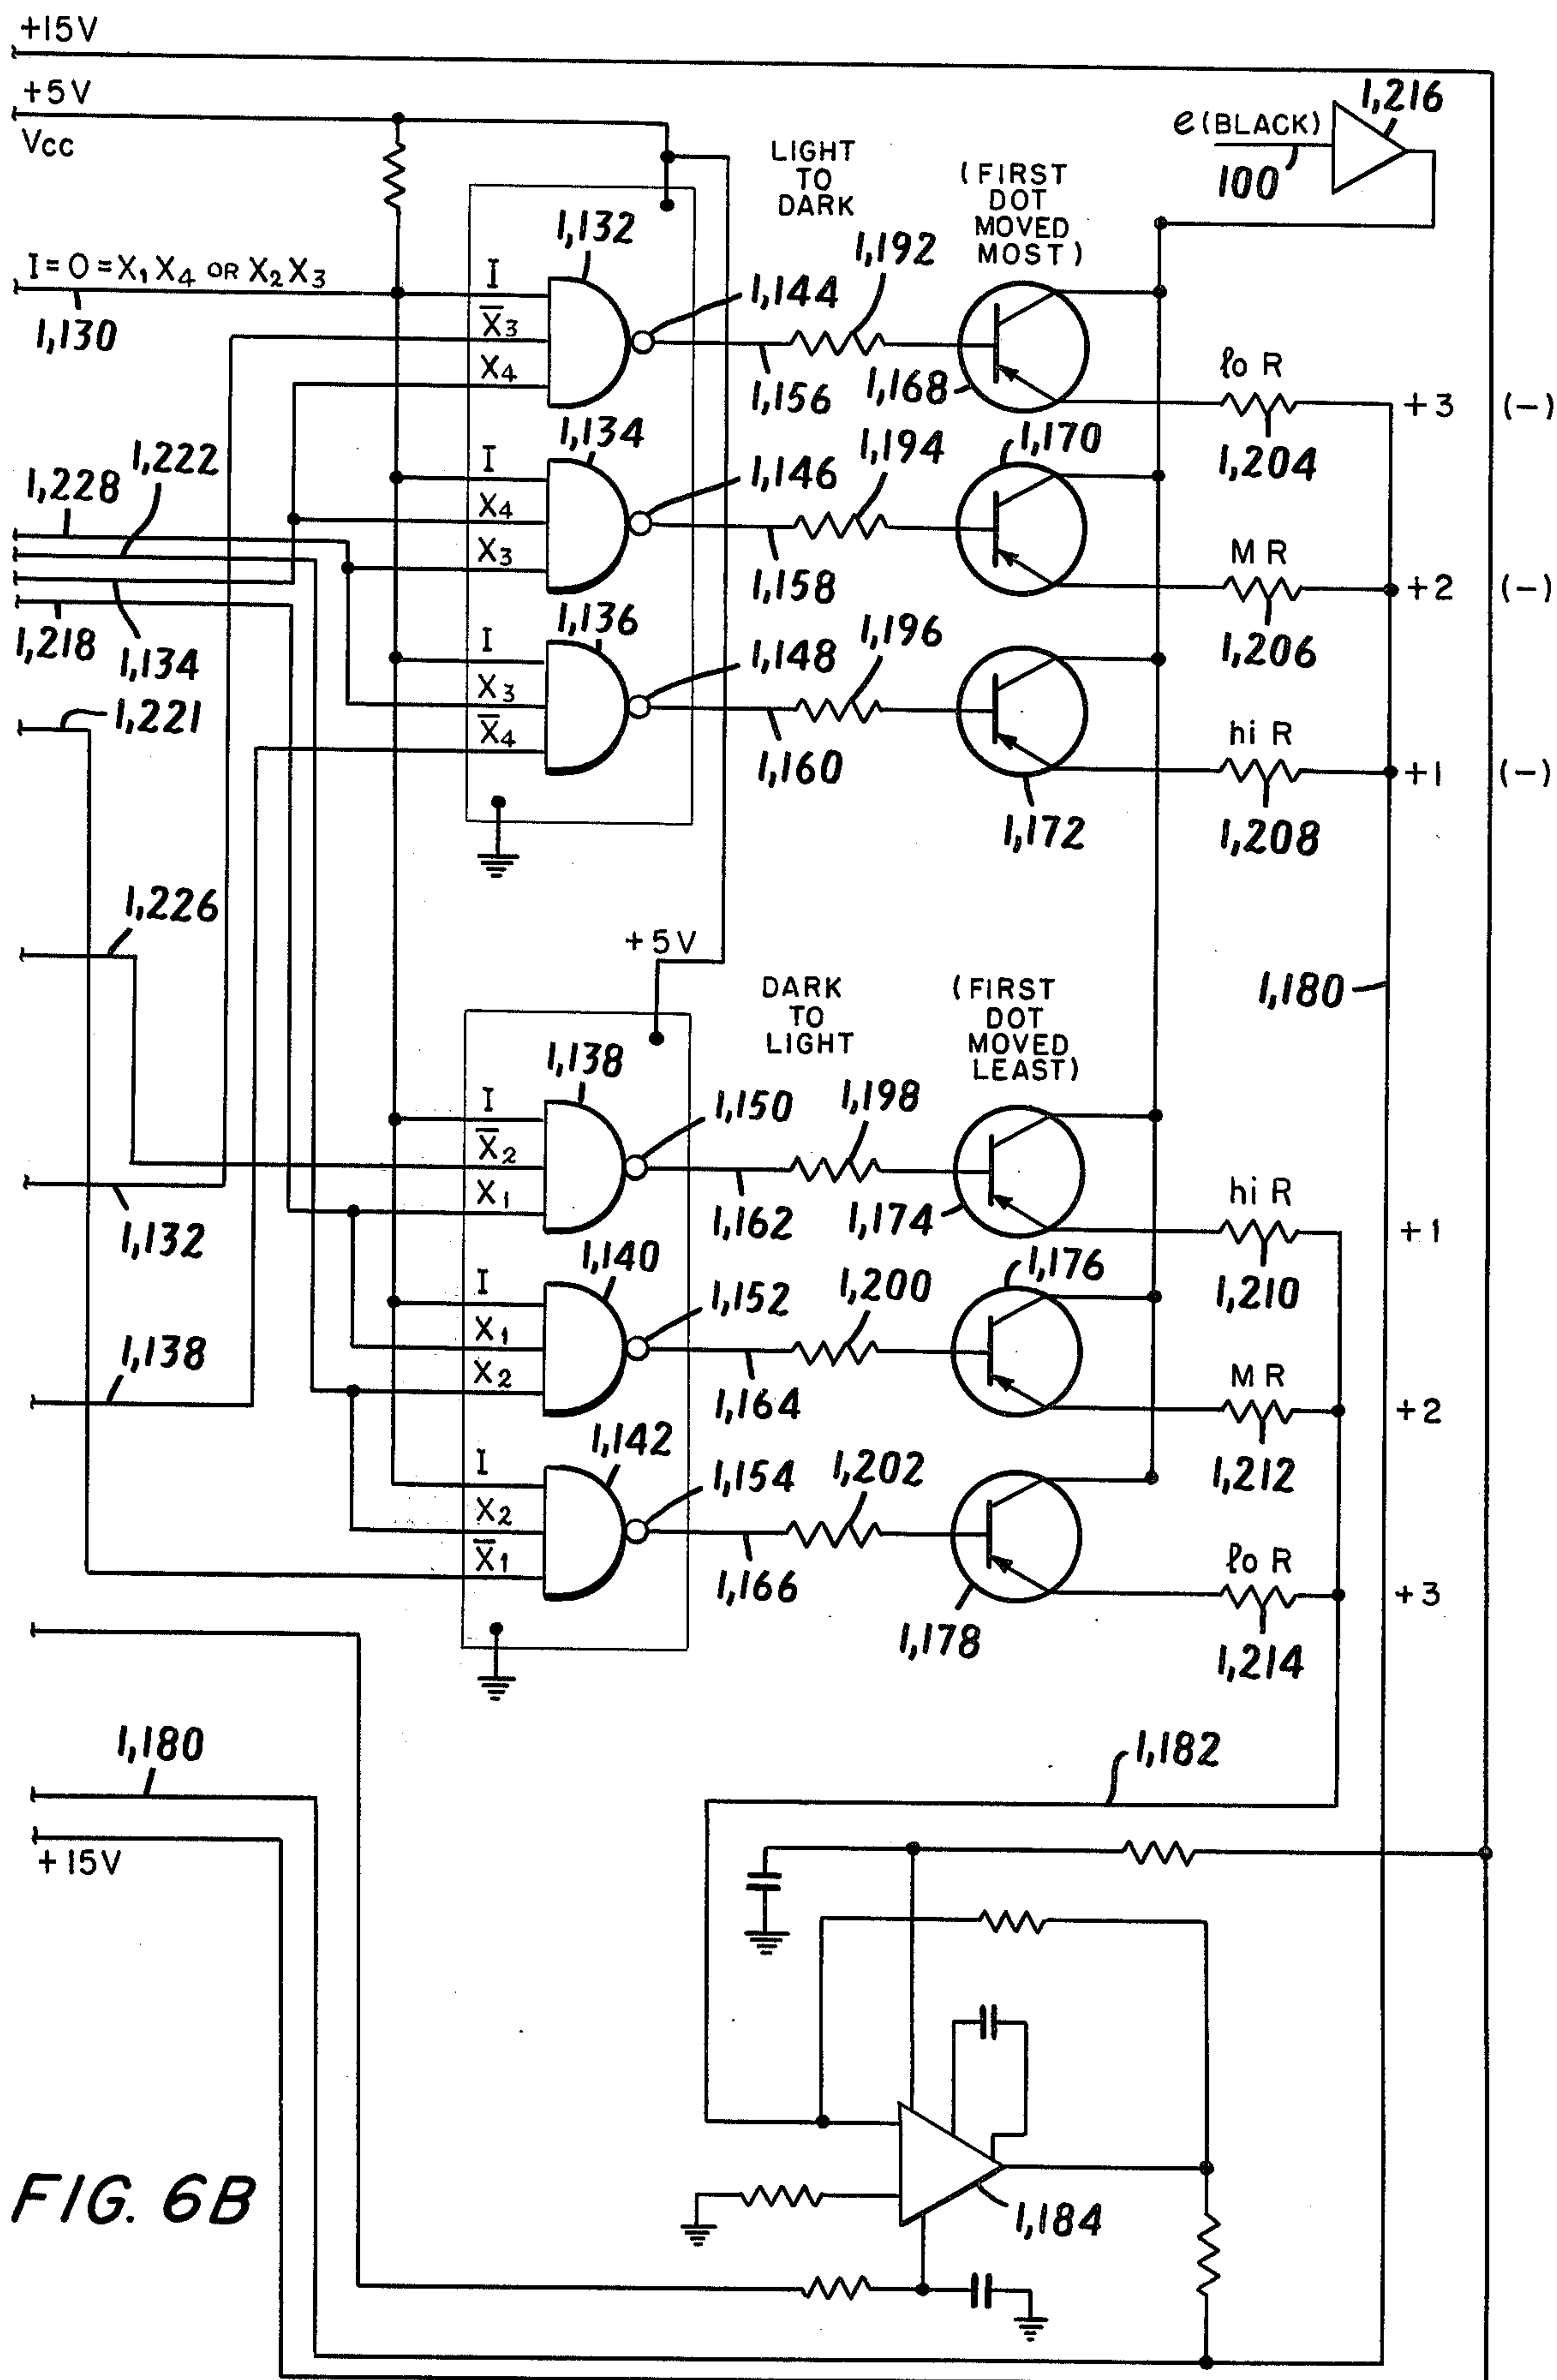 +15V
+5V
Vcc
1,216
e (BLACK)
100
LIGHT
TO
DARK
(FIRST
DOT
MOVED
MOST)
1,132
1,192
I=0=X₁X₄ OR X₂X₃
1,130
I
X̅₃
X₄
1,144
1,156
1,168
lo R
1,204
+3 (-)
1,134
1,222
1,228
I
X₄
X₃
1,146
1,194
1,170
1,158
M R
1,206
+2 (-)
1,218
1,134
1,221
1,136
I
X₃
X̅₄
1,148
1,196
1,160
1,172
hi R
1,208
+1 (-)
1,226
+5V
DARK
TO
LIGHT
(FIRST
DOT
MOVED
LEAST)
1,180
1,138
I
X̅₂
X₁
1,150
1,198
1,162
1,174
hi R
1,210
+1
1,132
1,140
I
X₁
X₂
1,152
1,200
1,176
1,164
M R
1,212
+2
1,138
1,142
I
X₂
X̅₁
1,154
1,202
1,166
1,178
lo R
1,214
+3
1,180
+15V
1,182
1,184
FIG. 6B